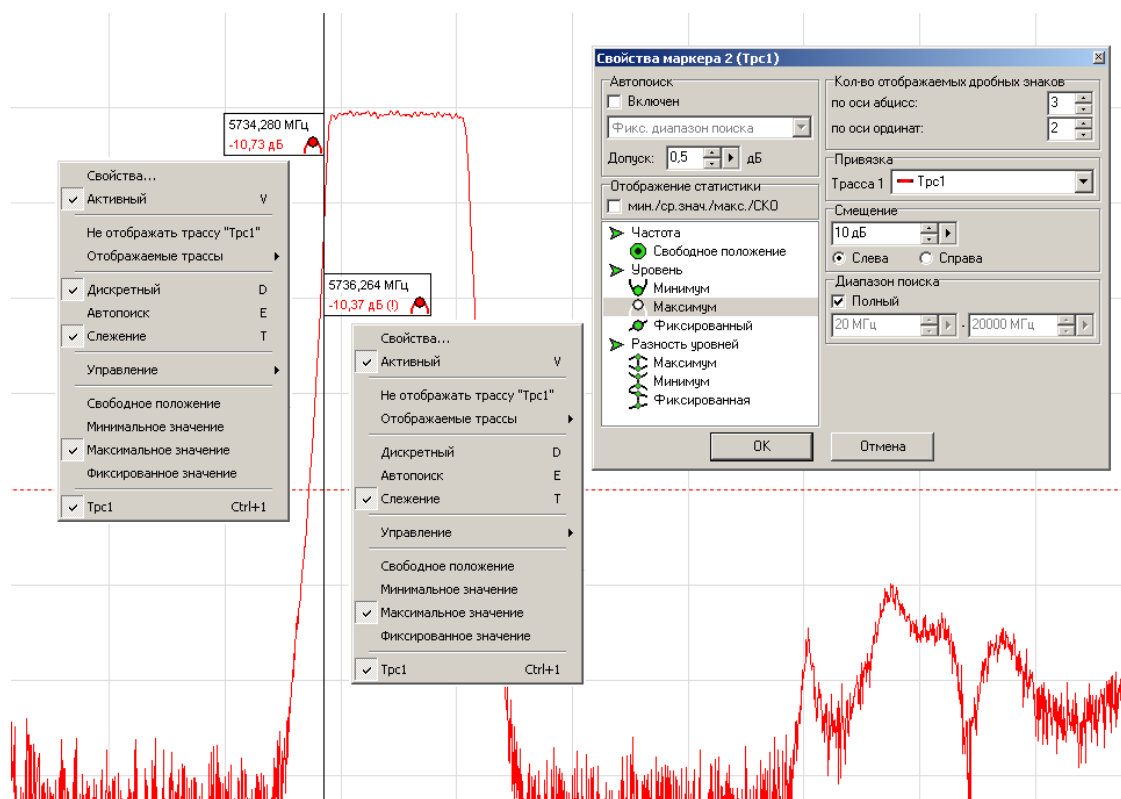 5734,280 МГц
-10,73 дБ
Свойства...
Активный V
Не отображать трассу "Трс1"
Отображаемые трассы
Дискретный D
Автопоиск E
Слежение T
Управление
Свободное положение
Минимальное значение
Максимальное значение
Фиксированное значение
Трс1 Ctrl+1
5736,264 МГц
-10,37 дБ (!)
Свойства...
Активный V
Не отображать трассу "Трс1"
Отображаемые трассы
Дискретный D
Автопоиск E
Слежение T
Управление
Свободное положение
Минимальное значение
Максимальное значение
Фиксированное значение
Трс1 Ctrl+1
Свойства маркера 2 (Трс1)
Автопоиск
Включен
Фикс. диапазон поиска
Допуск: 0,5 дБ
Отображение статистики
мин./ср.знач./макс./СКО
Частота
Свободное положение
Уровень
Минимум
Максимум
Фиксированный
Разность уровней
Максимум
Минимум
Фиксированная
Кол-во отображаемых дробных знаков
по оси абцисс: 3
по оси ординат: 2
Привязка
Трасса 1 Трс1
Смещение
10 дБ
Слева Справа
Диапазон поиска
Полный
20 МГц - 20000 МГц
OK Отмена